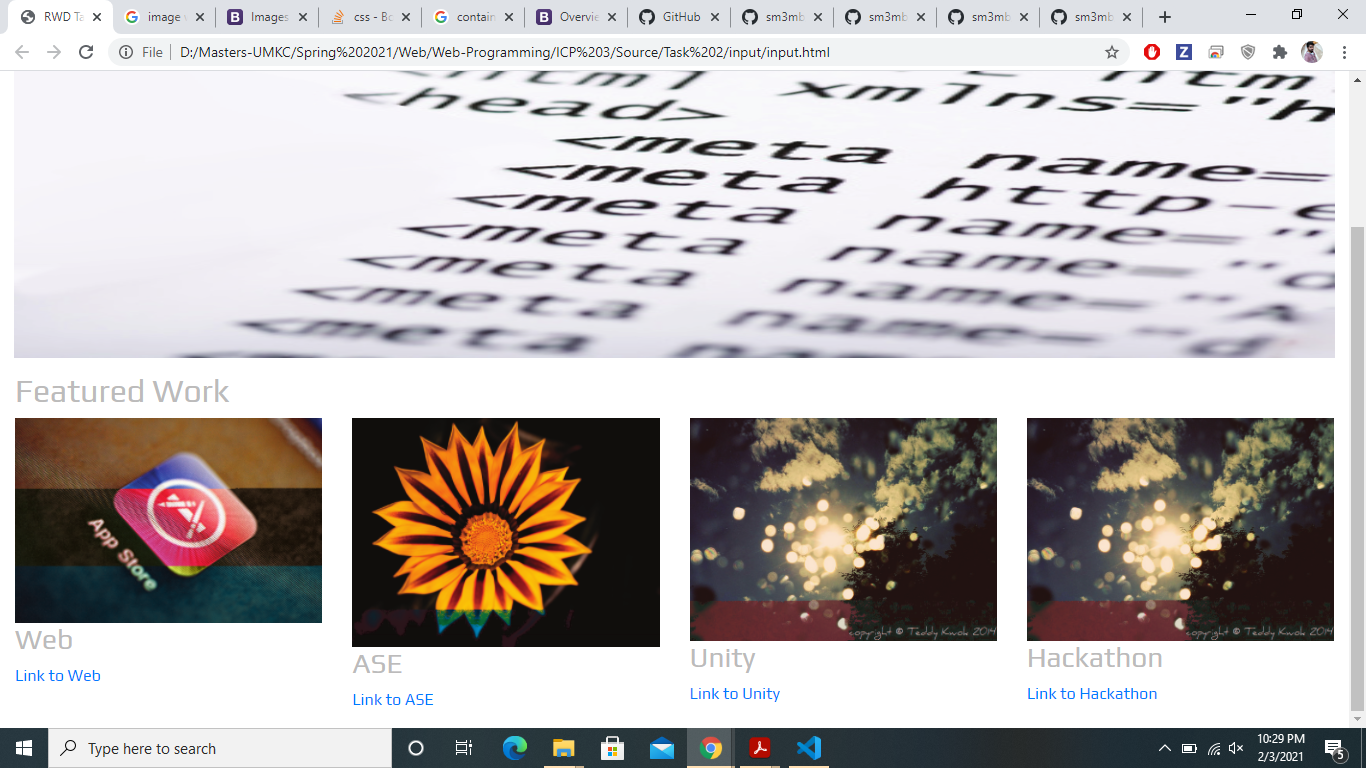 RWD Ta
image v
Images
css - Bo
contain
Overvie
GitHub
sm3mb
sm3mb
sm3mb
sm3mb
File
D:/Masters-UMKC/Spring%202021/Web/Web-Programming/ICP%203/Source/Task%202/input/input.html
<html
<head> xmlns="h
<meta name=
<meta http-e
<meta name="
<meta name="d
<meta name="A
<meta name="d
Featured Work
App Store
copyright © Teddy Kwok 2014
copyright © Teddy Kwok 2014
Web
ASE
Unity
Hackathon
Link to Web
Link to ASE
Link to Unity
Link to Hackathon
Type here to search
10:29 PM
2/3/2021
5